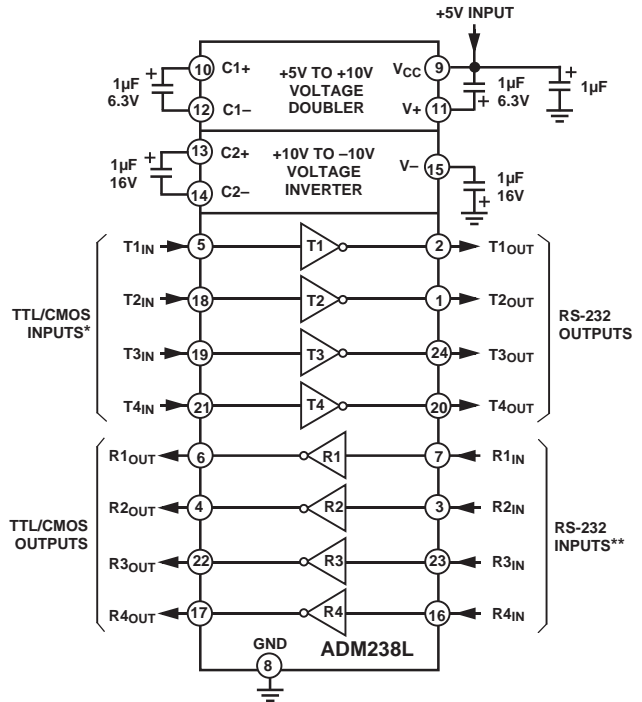 +5V INPUT
1µF
6.3V
+
10
C1+
12
C1–
+5V TO +10V
VOLTAGE
DOUBLER
VCC
9
V+
11
+
1µF
6.3V
+
1µF
1µF
16V
+
13
C2+
14
C2–
+10V TO –10V
VOLTAGE
INVERTER
V–
15
+
1µF
16V
TTL/CMOS
INPUTS*
T1IN
5
T1
2
T1OUT
T2IN
18
T2
1
T2OUT
T3IN
19
T3
24
T3OUT
T4IN
21
T4
20
T4OUT
RS-232
OUTPUTS
TTL/CMOS
OUTPUTS
R1OUT
6
R1
7
R1IN
R2OUT
4
R2
3
R2IN
R3OUT
22
R3
23
R3IN
R4OUT
17
R4
16
R4IN
RS-232
INPUTS**
GND
8
ADM238L